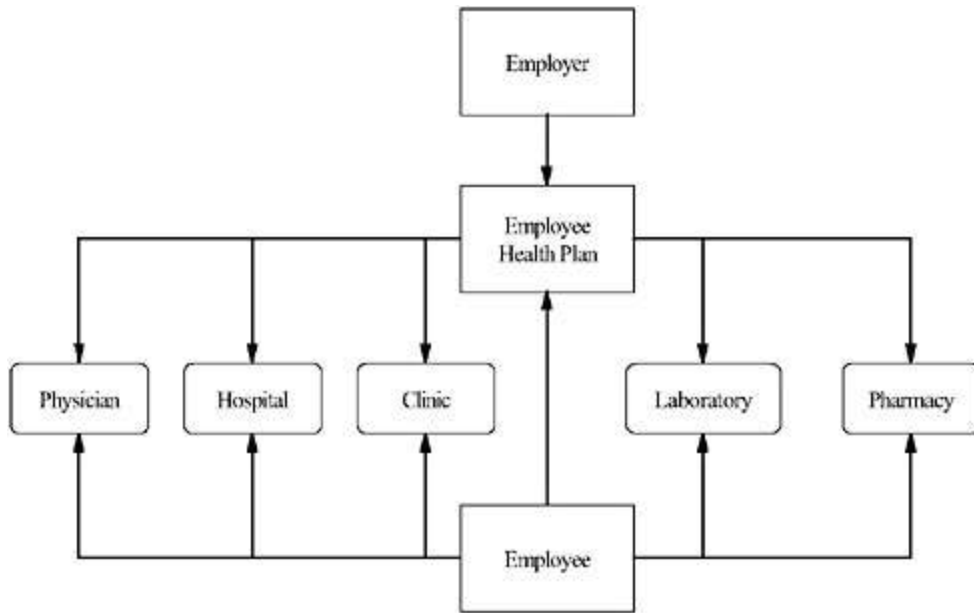 Employer
Employee
Health Plan
Physician
Hospital
Clinic
Laboratory
Pharmacy
Employee